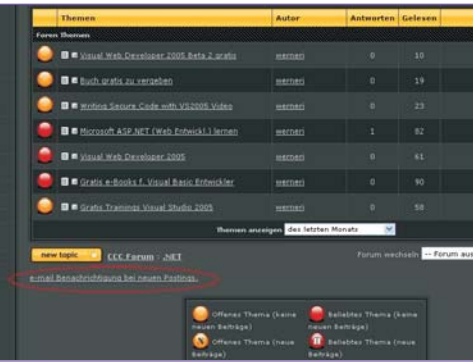 Themen Autor Antworten Gelesen
Foren Themen
Visual Web Developer 2005 Beta 2 gratis werneri 0 10
Buch gratis zu vergeben werneri 0 19
Writing Secure Code with VS2005 Video werneri 0 23
Microsoft ASP.NET (Web Entwickl.) lernen werneri 1 82
Visual Web Developer 2005 werneri 0 61
Gratis e-Books f. Visual Basic Entwickler werneri 0 90
Gratis Trainings Visual Studio 2005 werneri 0 58
Themen anzeigen des letzten Monats
new topic CCC Forum : .NET Forum wechseln -- Forum aus
e-mail Benachrichtigung bei neuen Postings.
Offenes Thema (keine neuen Beiträge)
Beliebtes Thema (keine neuen Beiträge)
Offenes Thema (neue Beiträge)
Beliebtes Thema (neue Beiträge)